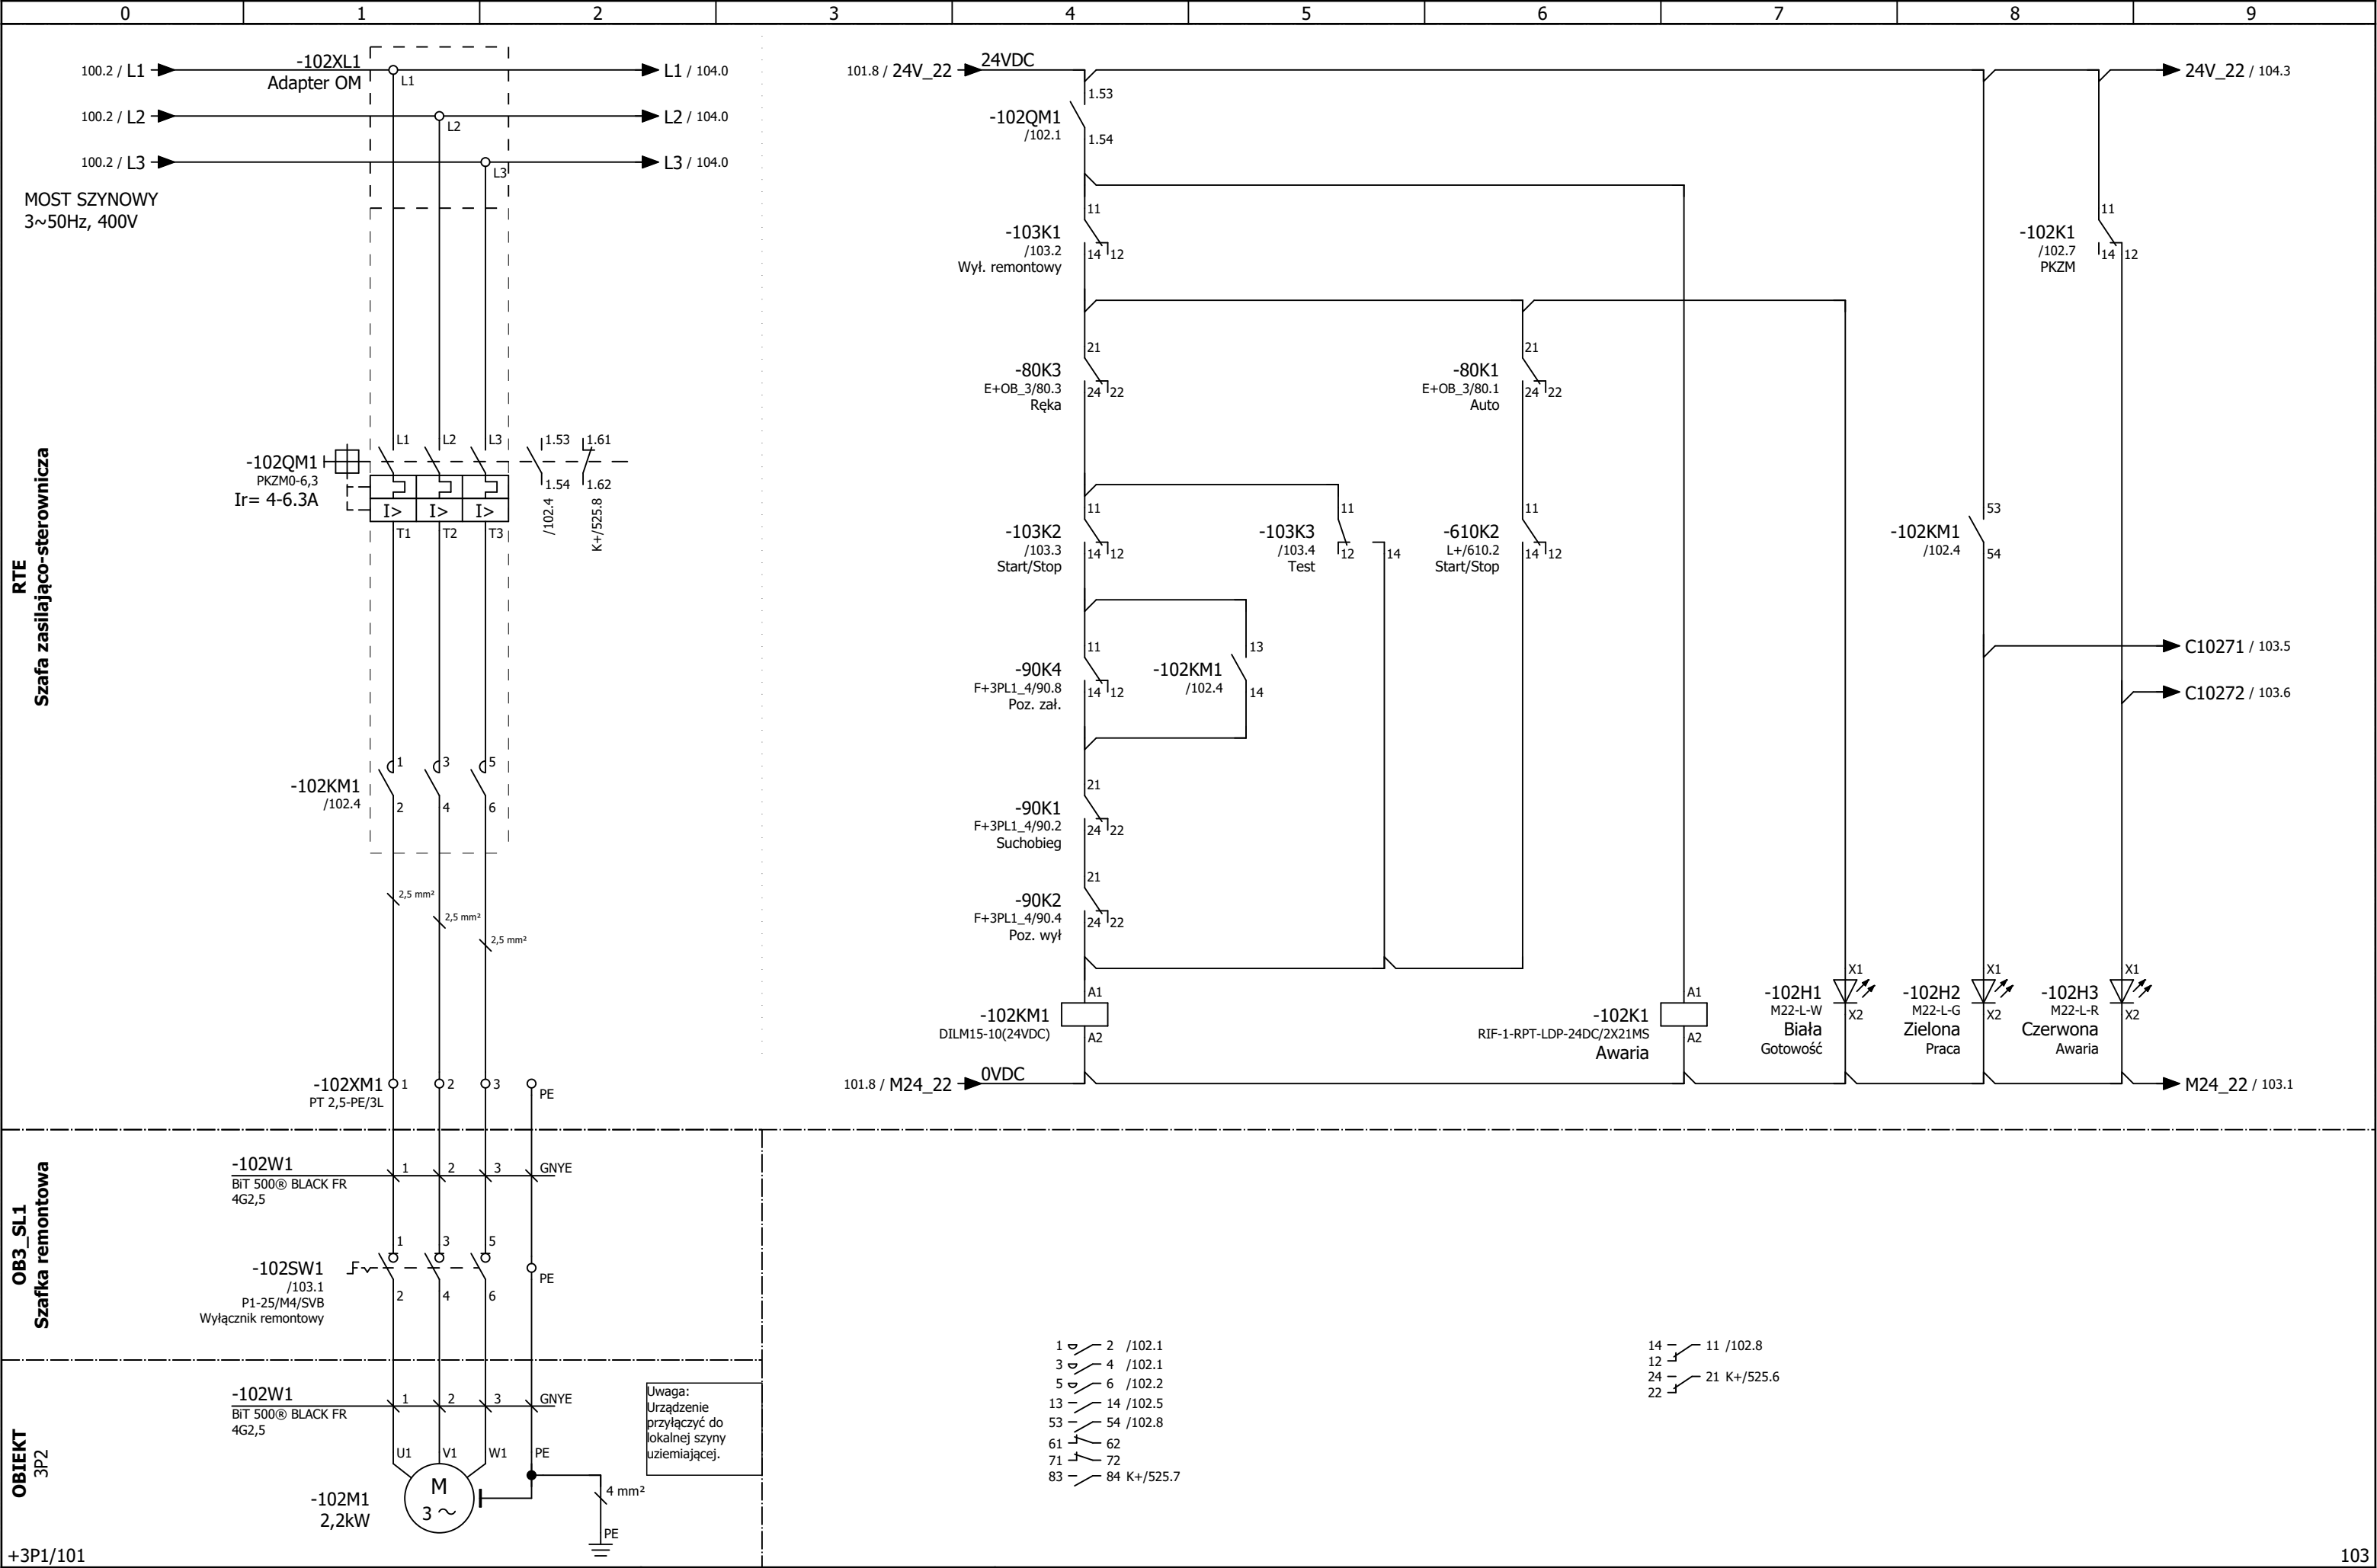 0 1 2 3 4 5 6 7 8 9
100.2 / L1
-102XL1
Adapter OM
L1
L1 / 104.0
100.2 / L2
L2
L2 / 104.0
100.2 / L3
L3
L3 / 104.0
MOST SZYNOWY
3~50Hz, 400V
RTE
Szafa zasilająco-sterownicza
-102QM1
PKZM0-6,3
Ir= 4-6.3A
L1 L2 L3
I> I> I>
T1 T2 T3
1.53 1.61
1.54 1.62
/102.4
K+/525.8
-102KM1
/102.4
1 3 5
2 4 6
2,5 mm²
2,5 mm²
2,5 mm²
-102XM1
PT 2,5-PE/3L
1 2 3 PE
OB3_SL1
Szafka remontowa
-102W1
BiT 500® BLACK FR
4G2,5
1 2 3 GNYE
-102SW1
/103.1
P1-25/M4/SVB
Wyłącznik remontowy
1 3 5
PE
2 4 6
OBIEKT
3P2
-102W1
BiT 500® BLACK FR
4G2,5
1 2 3 GNYE
U1 V1 W1 PE
M
3
-102M1
2,2kW
4 mm²
PE
Uwaga:
Urządzenie
przyłączyć do
lokalnej szyny
uziemiającej.
101.8 / 24V_22
24VDC
24V_22 / 104.3
-102QM1
/102.1
1.53
1.54
-103K1
/103.2
Wył. remontowy
11
14 12
-102K1
/102.7
PKZM
11
14 12
-80K3
E+OB_3/80.3
Ręka
21
24 22
-80K1
E+OB_3/80.1
Auto
21
24 22
-103K2
/103.3
Start/Stop
11
14 12
-103K3
/103.4
Test
11
12 14
-610K2
L+/610.2
Start/Stop
11
14 12
-102KM1
/102.4
53
54
-90K4
F+3PL1_4/90.8
Poz. zał.
11
14 12
-102KM1
/102.4
13
14
C10271 / 103.5
C10272 / 103.6
-90K1
F+3PL1_4/90.2
Suchobieg
21
24 22
-90K2
F+3PL1_4/90.4
Poz. wył
21
24 22
-102KM1
DILM15-10(24VDC)
A1
A2
-102K1
RIF-1-RPT-LDP-24DC/2X21MS
Awaria
A1
A2
-102H1
M22-L-W
Biała
Gotowość
X1
X2
-102H2
M22-L-G
Zielona
Praca
X1
X2
-102H3
M22-L-R
Czerwona
Awaria
X1
X2
101.8 / M24_22
0VDC
M24_22 / 103.1
1 2 /102.1
3 4 /102.1
5 6 /102.2
13 14 /102.5
53 54 /102.8
61 62
71 72
83 84 K+/525.7
14 11 /102.8
12
24 21 K+/525.6
22
+3P1/101
103